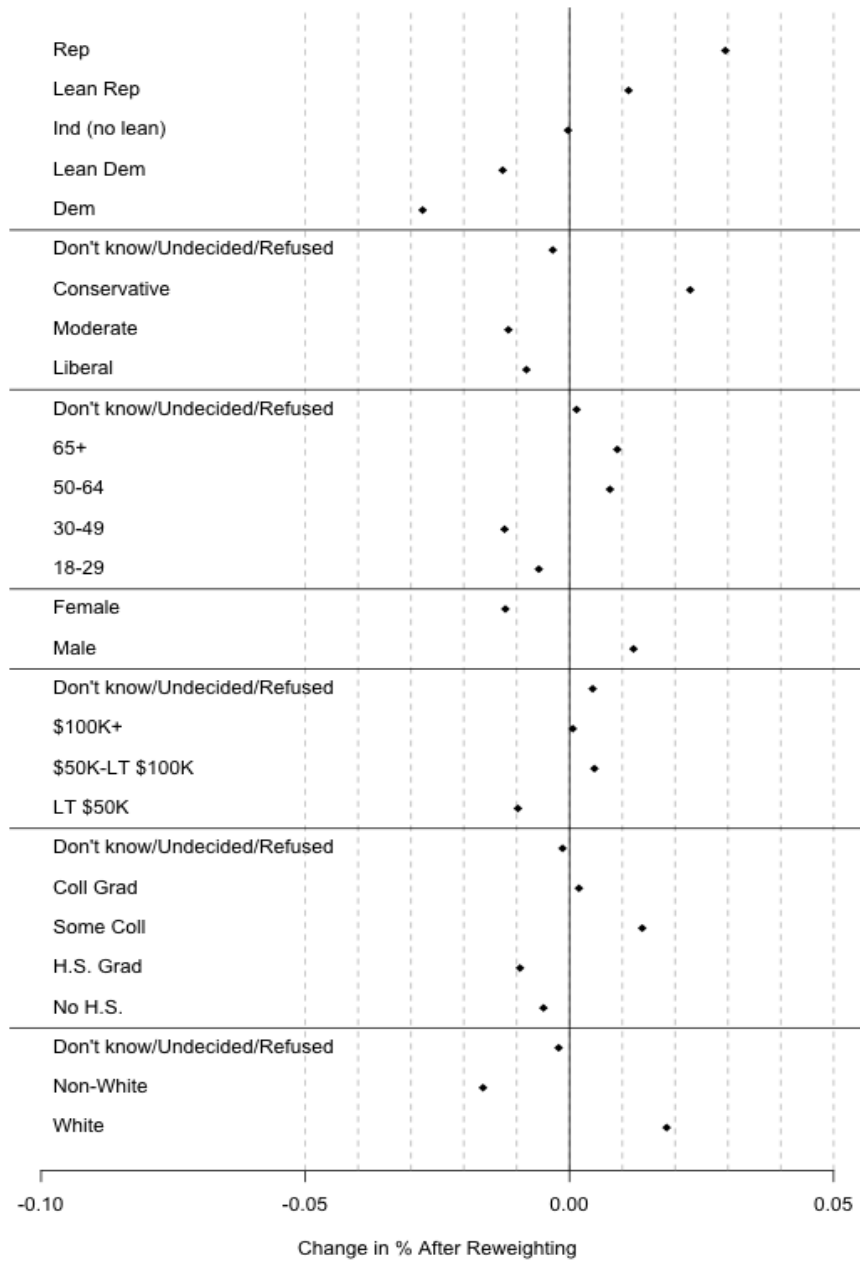 Rep
Lean Rep
Ind (no lean)
Lean Dem
Dem
Don't know/Undecided/Refused
Conservative
Moderate
Liberal
Don't know/Undecided/Refused
65+
50-64
30-49
18-29
Female
Male
Don't know/Undecided/Refused
$100K+
$50K-LT $100K
LT $50K
Don't know/Undecided/Refused
Coll Grad
Some Coll
H.S. Grad
No H.S.
Don't know/Undecided/Refused
Non-White
White
-0.10 -0.05 0.00 0.05
Change in % After Reweighting